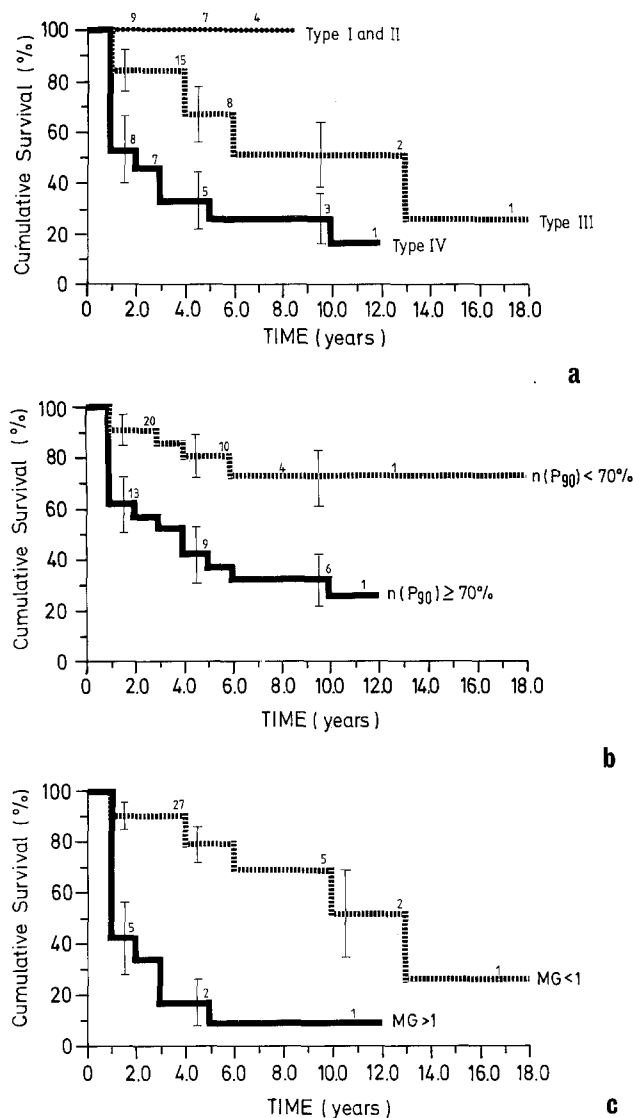 Cumulative Survival (%)
100
80
60
40
20
0
9 7 4
Type I and II
15
8
2
1
Type III
8
7
5
3
1
Type IV
0 2.0 4.0 6.0 8.0 10.0 12.0 14.0 16.0 18.0
TIME (years)
a
Cumulative Survival (%)
100
80
60
40
20
0
20
10
4
1
n(P90) < 70%
13
9
6
1
n(P90) ≥ 70%
0 2.0 4.0 6.0 8.0 10.0 12.0 14.0 16.0 18.0
TIME (years)
b
Cumulative Survival (%)
100
80
60
40
20
0
27
5
2
1
MG<1
5
2
1
MG>1
0 2.0 4.0 6.0 8.0 10.0 12.0 14.0 16.0 18.0
TIME (years)
c